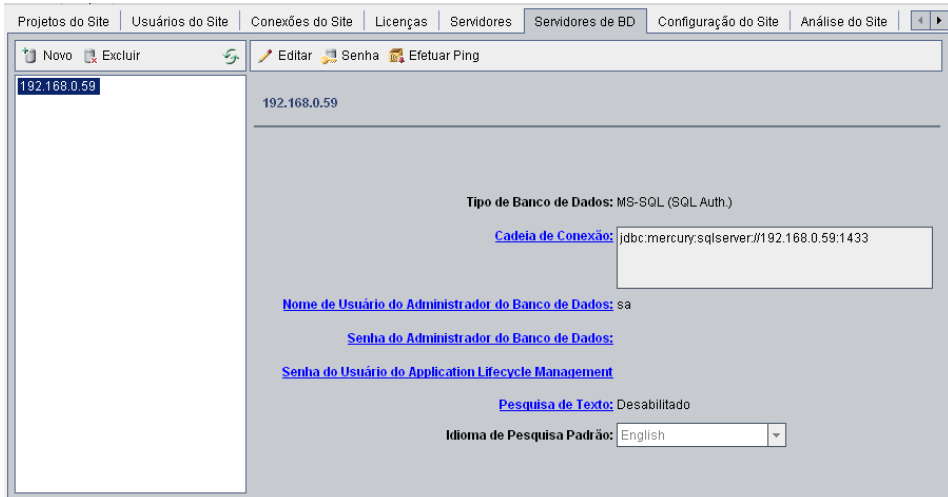 Projetos do Site Usuários do Site Conexões do Site Licenças Servidores Servidores de BD Configuração do Site Análise do Site
Novo Excluir Editar Senha Efetuar Ping
192.168.0.59
192.168.0.59
Tipo de Banco de Dados: MS-SQL (SQL Auth.)
Cadeia de Conexão: jdbc:mercury:sqlserver://192.168.0.59:1433
Nome de Usuário do Administrador do Banco de Dados: sa
Senha do Administrador do Banco de Dados:
Senha do Usuário do Application Lifecycle Management
Pesquisa de Texto: Desabilitado
Idioma de Pesquisa Padrão: English